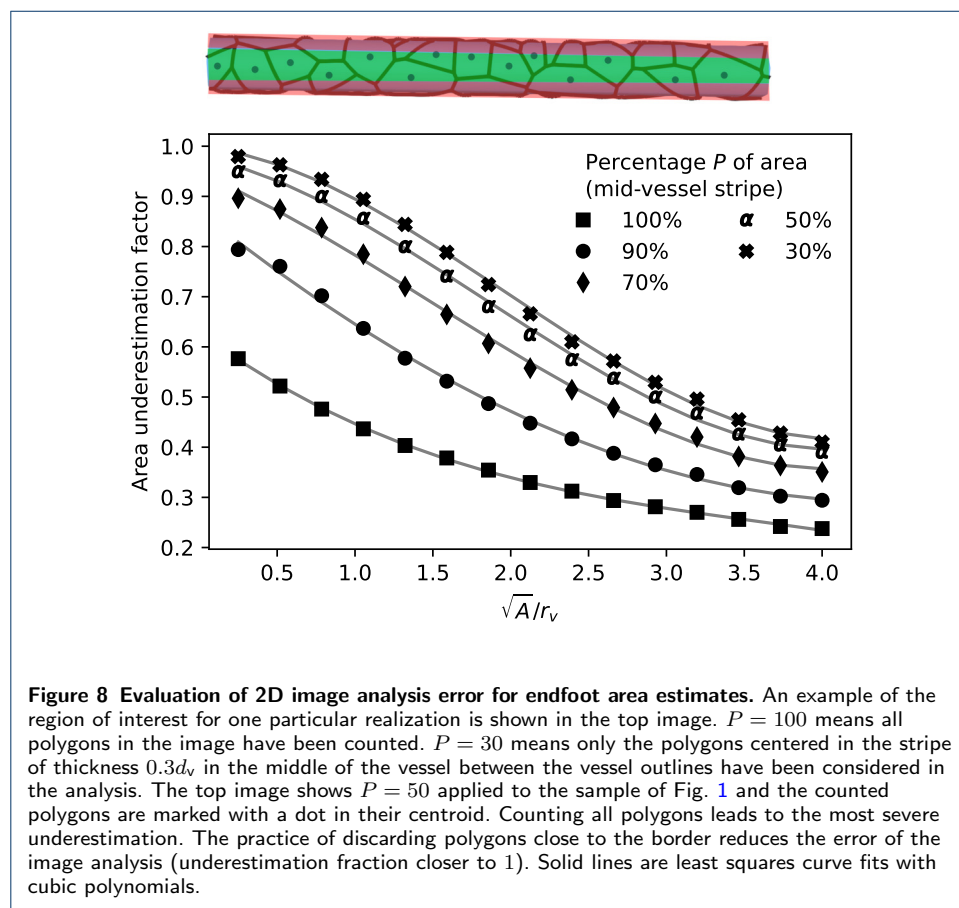 1.0
0.9
0.8
0.7
0.6
0.5
0.4
0.3
0.2
Area underestimation factor
Percentage P of area
(mid-vessel stripe)
100% α 50%
90% 30%
70%
0.5 1.0 1.5 2.0 2.5 3.0 3.5 4.0
√A/rᵥ
Figure 8 Evaluation of 2D image analysis error for endfoot area estimates. An example of the
region of interest for one particular realization is shown in the top image. P = 100 means all
polygons in the image have been counted. P = 30 means only the polygons centered in the stripe
of thickness 0.3dᵥ in the middle of the vessel between the vessel outlines have been considered in
the analysis. The top image shows P = 50 applied to the sample of Fig. 1 and the counted
polygons are marked with a dot in their centroid. Counting all polygons leads to the most severe
underestimation. The practice of discarding polygons close to the border reduces the error of the
image analysis (underestimation fraction closer to 1). Solid lines are least squares curve fits with
cubic polynomials.